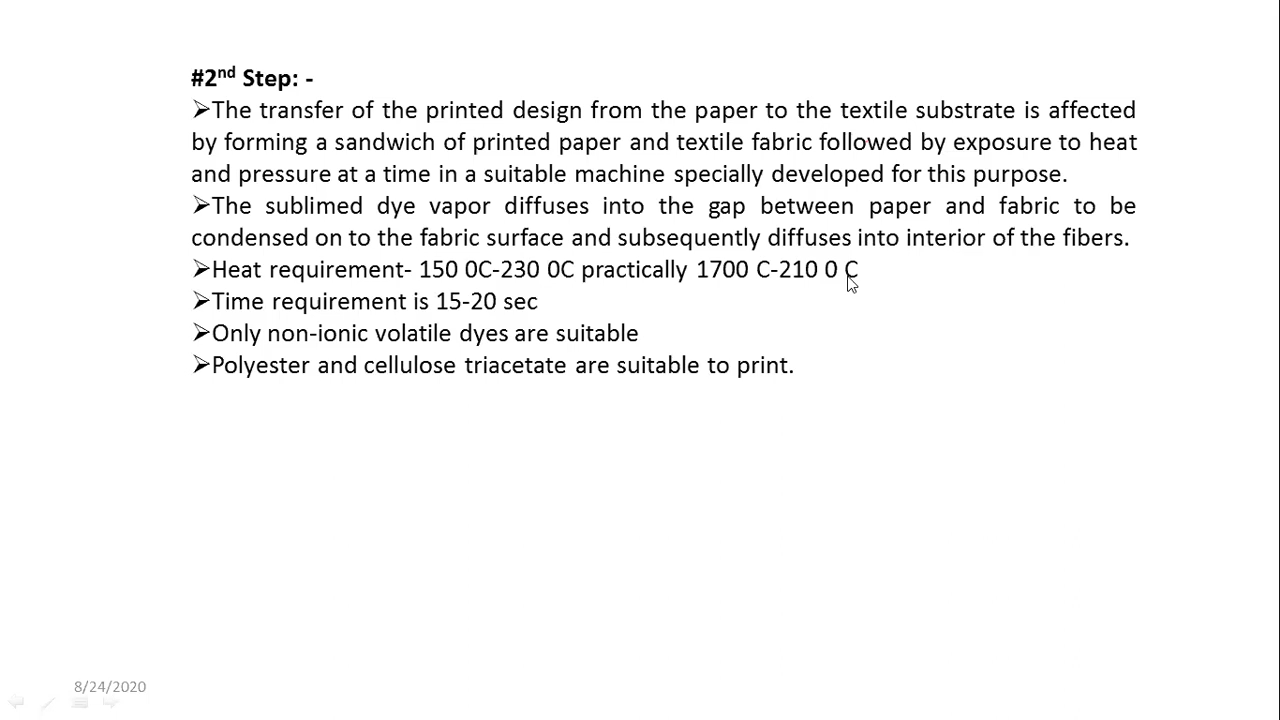 #2nd Step: -
➢The transfer of the printed design from the paper to the textile substrate is affected
by forming a sandwich of printed paper and textile fabric followed by exposure to heat
and pressure at a time in a suitable machine specially developed for this purpose.
➢The sublimed dye vapor diffuses into the gap between paper and fabric to be
condensed on to the fabric surface and subsequently diffuses into interior of the fibers.
➢Heat requirement- 150 0C-230 0C practically 1700 C-210 0 C
➢Time requirement is 15-20 sec
➢Only non-ionic volatile dyes are suitable
➢Polyester and cellulose triacetate are suitable to print.
8/24/2020